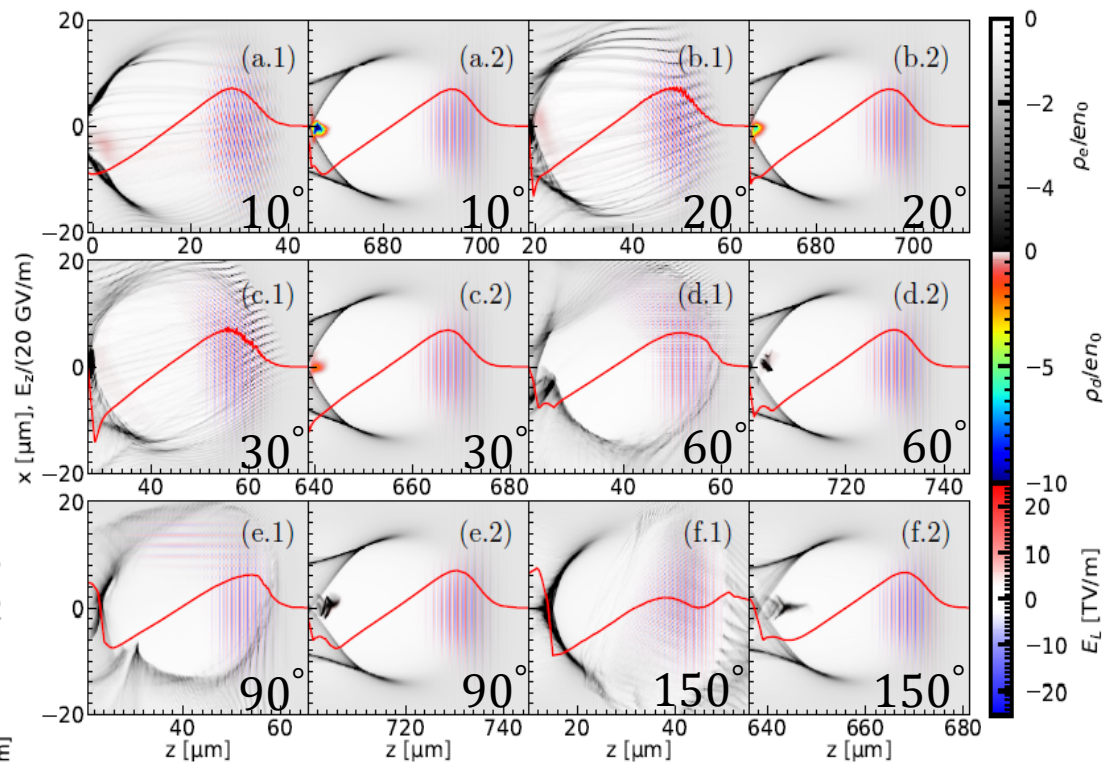 20 (a.1) (a.2) (b.1) (b.2) 0
0 −2
10° 10° 20° 20° −4
−20
0 20 40 680 700 20 40 60 680 700
ρe/en0
20 (c.1) (c.2) (d.1) (d.2) 0
0 −5
30° 30° 60° 60° −10
−20
40 60 640 660 680 20 40 60 720 740
ρd/en0
x [μm], Ez/(20 GV/m)
20 (e.1) (e.2) (f.1) (f.2) 20
10
0 0
−10
90° 90° 150° 150° −20
−20
40 60 720 20 40 640 660 680
EL [TV/m]
z [μm] z [μm] z [μm] z [μm]
m]